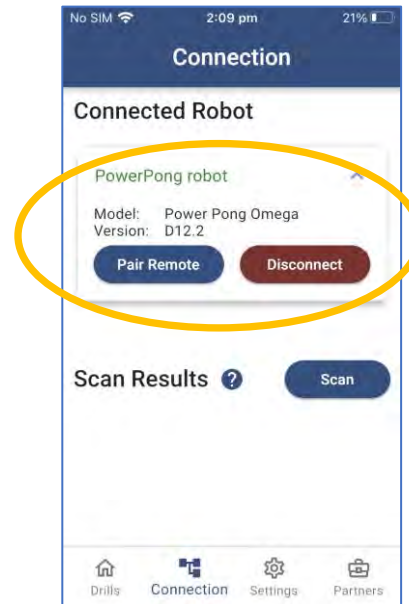 No SIM 2:09 pm 21%
Connection
Connected Robot
PowerPong robot
Model: Power Pong Omega
Version: D12.2
Pair Remote Disconnect
Scan Results ? Scan
Drills Connection Settings Partners